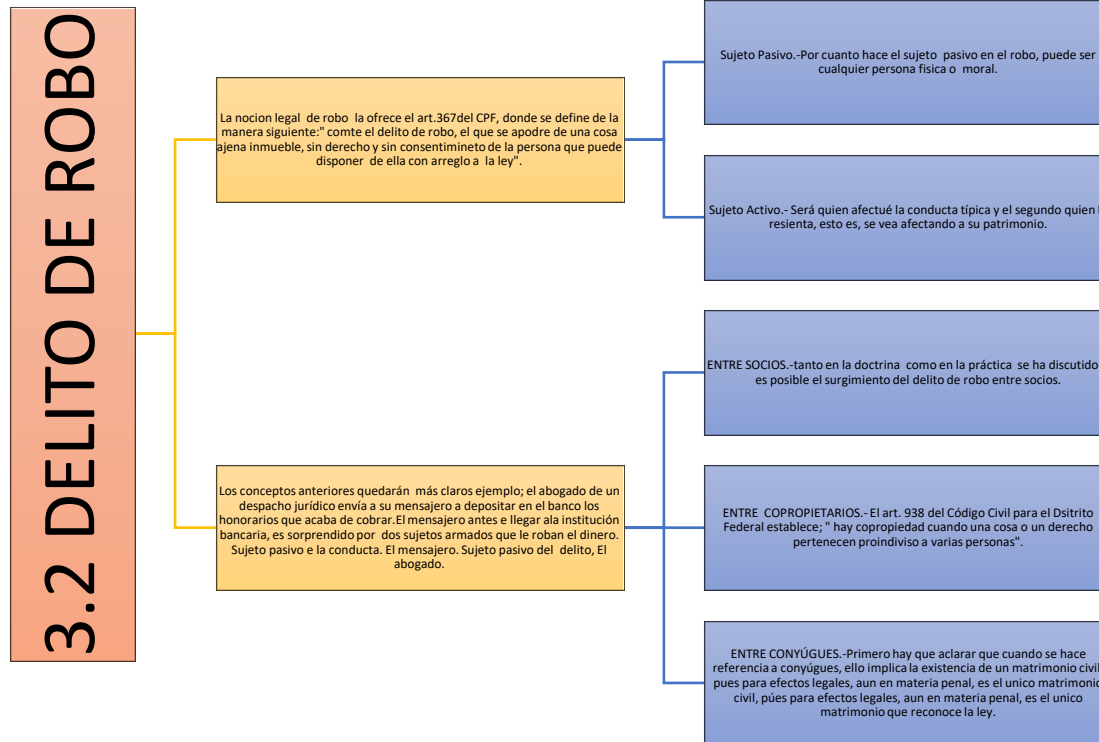 3.2 DELITO DE ROBO
La nocion legal de robo la ofrece el art.367del CPF, donde se define de la
manera siguiente:" comte el delito de robo, el que se apodre de una cosa
ajena inmueble, sin derecho y sin consentimineto de la persona que puede
disponer de ella con arreglo a la ley".
Sujeto Pasivo.-Por cuanto hace el sujeto pasivo en el robo, puede ser
cualquier persona fisica o moral.
Sujeto Activo.- Será quien afectué la conducta típica y el segundo quien
resienta, esto es, se vea afectando a su patrimonio.
Los conceptos anteriores quedarán más claros ejemplo; el abogado de un
despacho jurídico envía a su mensajero a depositar en el banco los
honorarios que acaba de cobrar.El mensajero antes e llegar ala institución
bancaria, es sorprendido por dos sujetos armados que le roban el dinero.
Sujeto pasivo e la conducta. El mensajero. Sujeto pasivo del delito, El
abogado.
ENTRE SOCIOS.-tanto en la doctrina como en la práctica se ha discutido
es posible el surgimiento del delito de robo entre socios.
ENTRE COPROPIETARIOS.- El art. 938 del Código Civil para el Dsitrito
Federal establece; " hay copropiedad cuando una cosa o un derecho
pertenecen proindiviso a varias personas".
ENTRE CONYÚGUES.-Primero hay que aclarar que cuando se hace
referencia a conyúgues, ello implica la existencia de un matrimonio civil
pues para efectos legales, aun en materia penal, es el unico matrimonio
civil, púes para efectos legales, aun en materia penal, es el unico
matrimonio que reconoce la ley.